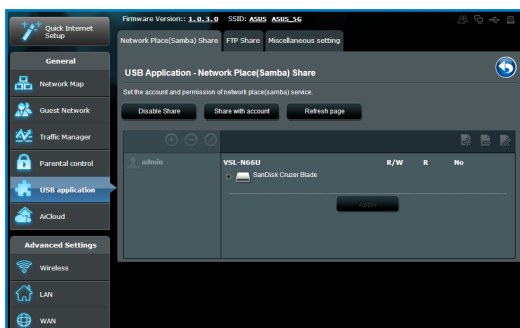 Firmware Version:: 1.0.3.0 SSID: ASUS ASUS_5G
Quick Internet
Setup
Network Place(Samba) Share FTP Share Miscellaneous setting
General
Network Map
Guest Network
Traffic Manager
Parental control
USB application
AiCloud
Advanced Settings
Wireless
LAN
WAN
USB Application - Network Place(Samba) Share
Set the account and permission of network place(samba) service.
Disable Share Share with account Refresh page
admin
VSL-N66U R/W R No
SanDisk Cruzer Blade
Apply